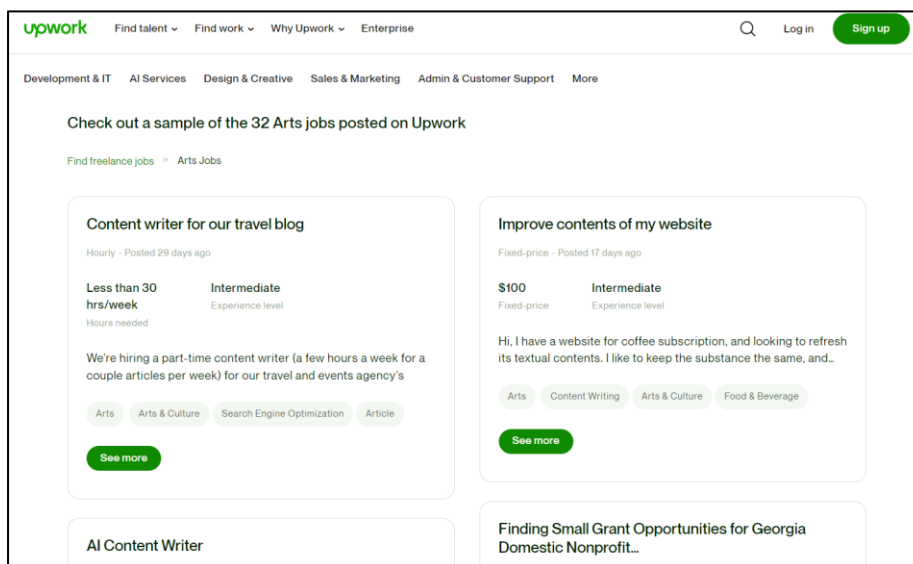 upwork Find talent Find work Why Upwork Enterprise Log in Sign up
Development & IT AI Services Design & Creative Sales & Marketing Admin & Customer Support More
Check out a sample of the 32 Arts jobs posted on Upwork
Find freelance jobs » Arts Jobs
Content writer for our travel blog
Hourly - Posted 29 days ago
Less than 30
hrs/week
Hours needed
Intermediate
Experience level
We're hiring a part-time content writer (a few hours a week for a
couple articles per week) for our travel and events agency's
Arts Arts & Culture Search Engine Optimization Article
See more
Improve contents of my website
Fixed-price - Posted 17 days ago
$100
Fixed-price
Intermediate
Experience level
Hi, I have a website for coffee subscription, and looking to refresh
its textual contents. I like to keep the substance the same, and…
Arts Content Writing Arts & Culture Food & Beverage
See more
AI Content Writer
Finding Small Grant Opportunities for Georgia
Domestic Nonprofit...